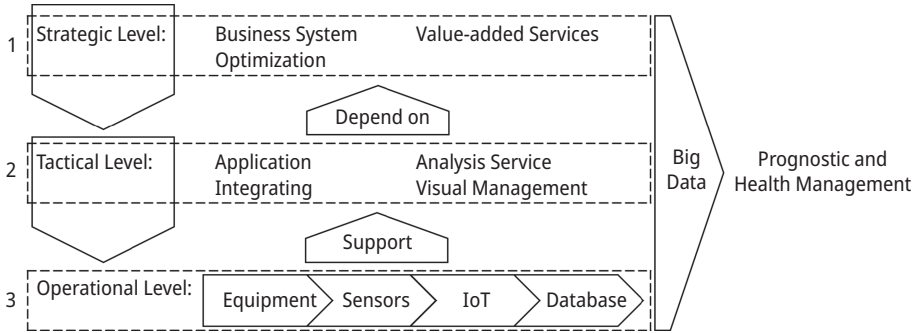 1
Strategic Level:
Business System
Optimization
Value-added Services
Depend on
2
Tactical Level:
Application
Integrating
Analysis Service
Visual Management
Support
3
Operational Level:
Equipment
Sensors
IoT
Database
Big
Data
Prognostic and
Health Management